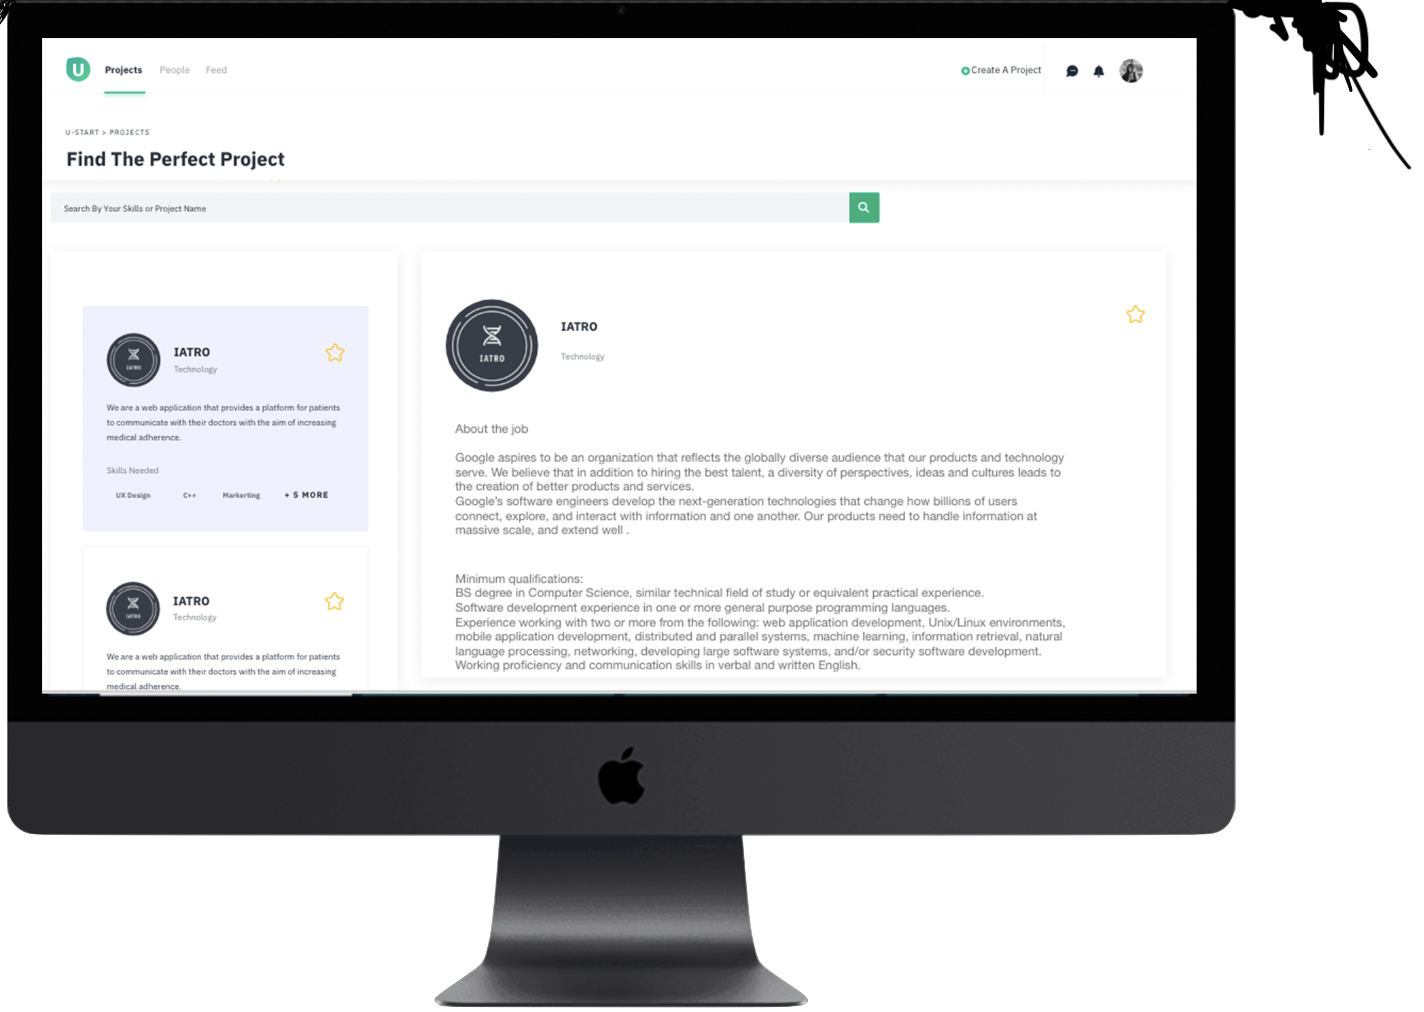 U
Projects People Feed
Create A Project
U-START > PROJECTS
Find The Perfect Project
Search By Your Skills or Project Name
IATRO
IATRO
Technology
We are a web application that provides a platform for patients
to communicate with their doctors with the aim of increasing
medical adherence.
Skills Needed
UX Design C++ Markerting + 5 MORE
IATRO
IATRO
Technology
We are a web application that provides a platform for patients
to communicate with their doctors with the aim of increasing
medical adherence.
IATRO
IATRO
Technology
About the job
Google aspires to be an organization that reflects the globally diverse audience that our products and technology
serve. We believe that in addition to hiring the best talent, a diversity of perspectives, ideas and cultures leads to
the creation of better products and services.
Google's software engineers develop the next-generation technologies that change how billions of users
connect, explore, and interact with information and one another. Our products need to handle information at
massive scale, and extend well .
Minimum qualifications:
BS degree in Computer Science, similar technical field of study or equivalent practical experience.
Software development experience in one or more general purpose programming languages.
Experience working with two or more from the following: web application development, Unix/Linux environments,
mobile application development, distributed and parallel systems, machine learning, information retrieval, natural
language processing, networking, developing large software systems, and/or security software development.
Working proficiency and communication skills in verbal and written English.